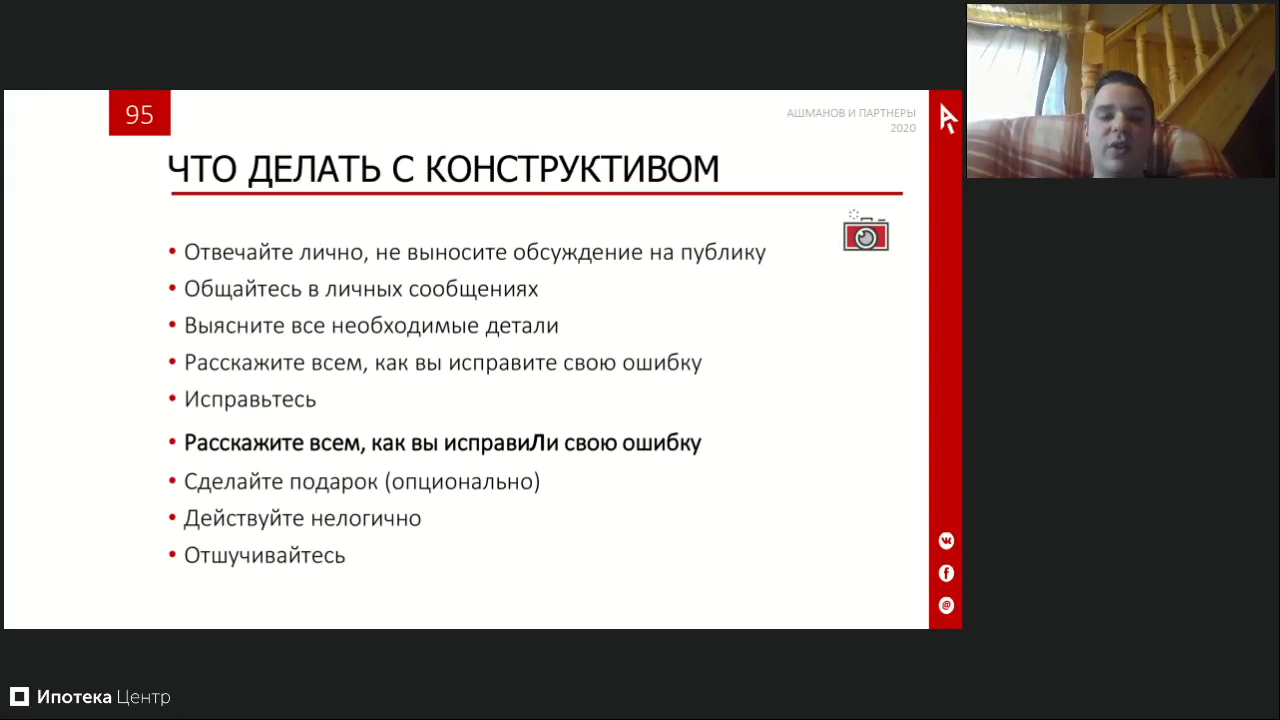 95
АШМАНОВ И ПАРТНЕРЫ
2020
ЧТО ДЕЛАТЬ С КОНСТРУКТИВОМ
• Отвечайте лично, не выносите обсуждение на публику
• Общайтесь в личных сообщениях
• Выясните все необходимые детали
• Расскажите всем, как вы исправите свою ошибку
• Исправьтесь
• Расскажите всем, как вы исправиЛи свою ошибку
• Сделайте подарок (опционально)
• Действуйте нелогично
• Отшучивайтесь
Ипотека Центр